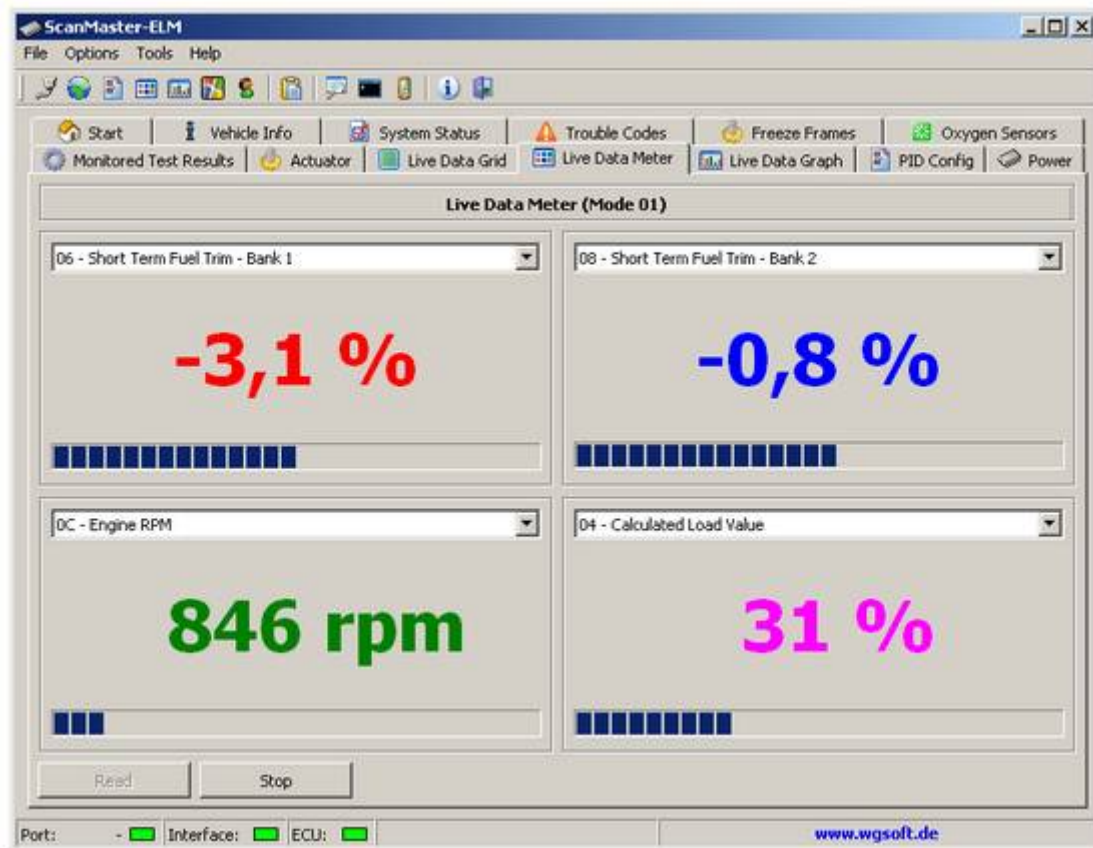 ScanMaster-ELM
File Options Tools Help
Start Vehicle Info System Status Trouble Codes Freeze Frames Oxygen Sensors
Monitored Test Results Actuator Live Data Grid Live Data Meter Live Data Graph PID Config Power
Live Data Meter (Mode 01)
06 - Short Term Fuel Trim - Bank 1
08 - Short Term Fuel Trim - Bank 2
-3,1 %
-0,8 %
0C - Engine RPM
04 - Calculated Load Value
846 rpm
31 %
Read Stop
Port: - Interface: ECU: www.wgsoft.de